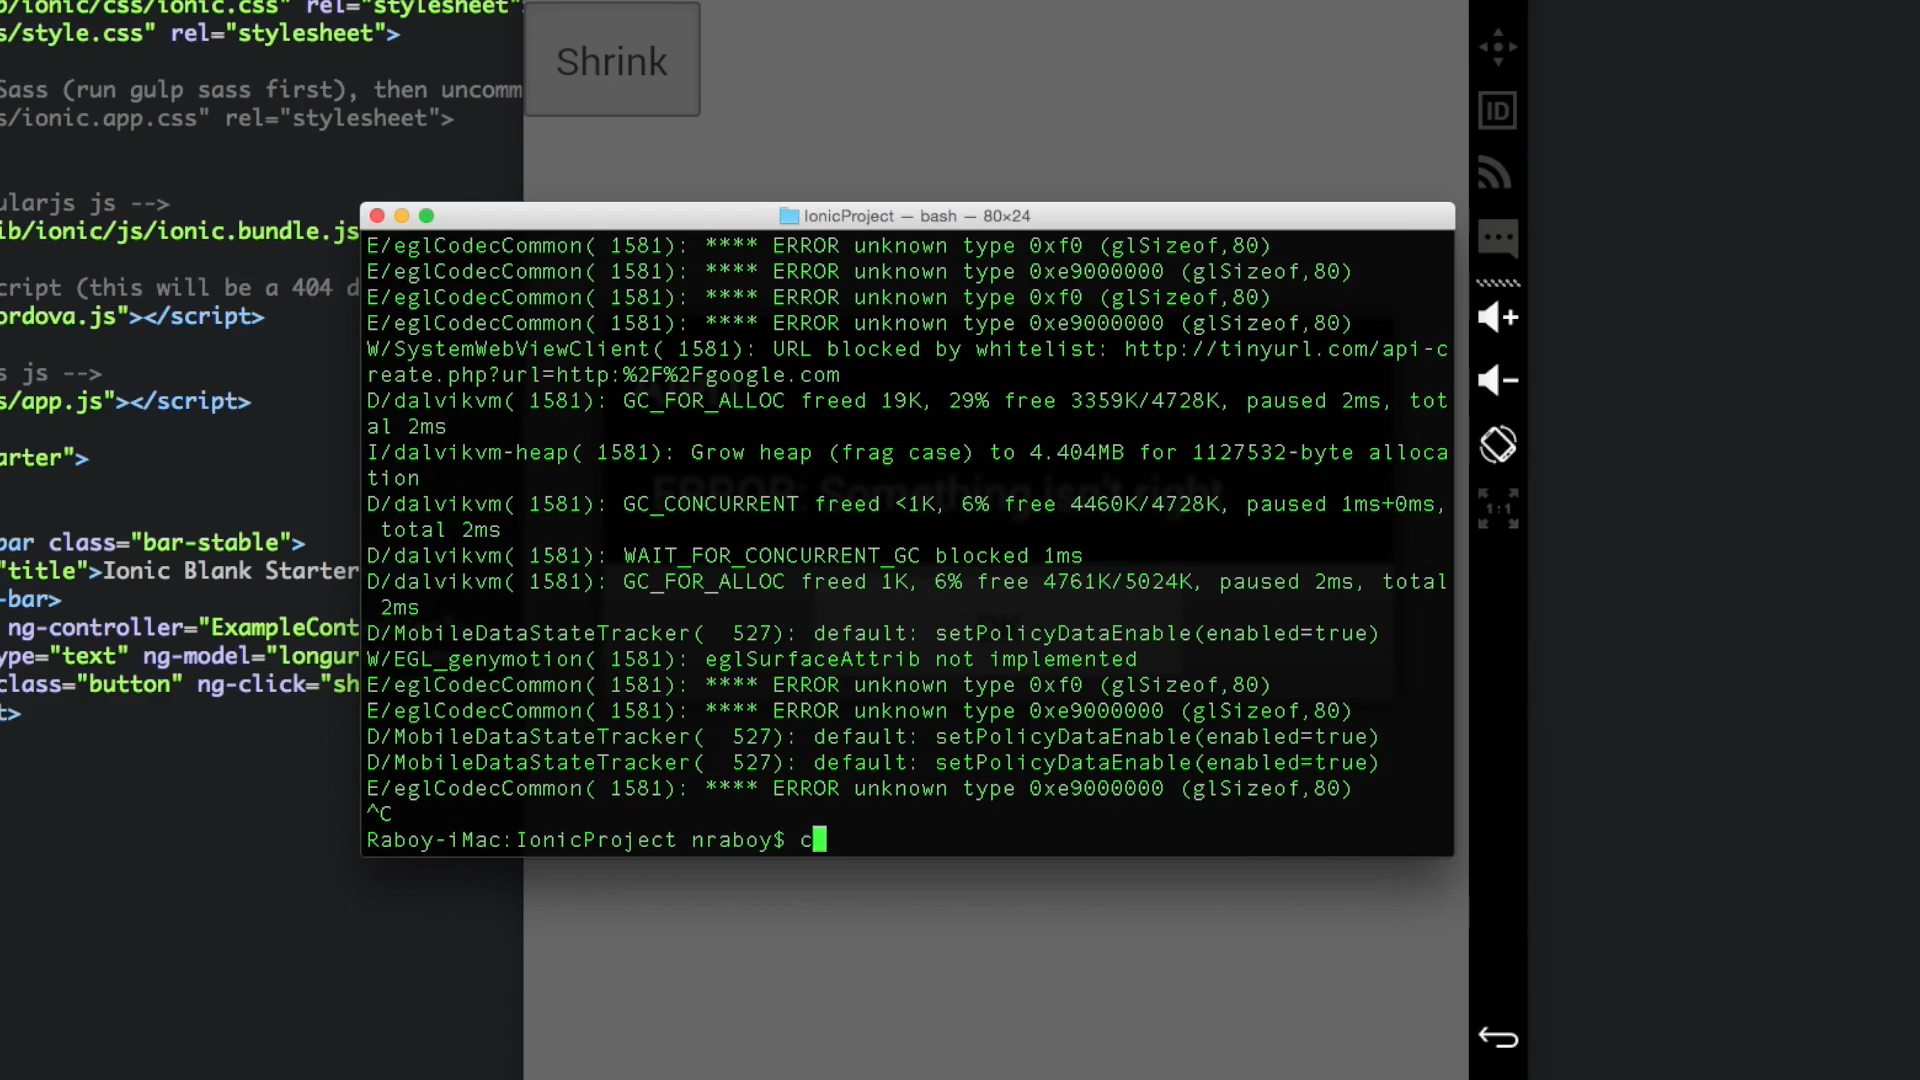 b/ionic/css/ionic.css" rel="stylesheet"
s/style.css" rel="stylesheet">
Sass (run gulp sass first), then uncomm
s/ionic.app.css" rel="stylesheet">
ularjs js -->
ib/ionic/js/ionic.bundle.js
cript (this will be a 404 d
ordova.js"></script>
s js -->
s/app.js"></script>
arter">
bar class="bar-stable">
"title">Ionic Blank Starter
-bar>
ng-controller="ExampleCont
ype="text" ng-model="longur
class="button" ng-click="sh
t>
Shrink
IonicProject — bash — 80×24
E/eglCodecCommon( 1581): **** ERROR unknown type 0xf0 (glSizeof,80)
E/eglCodecCommon( 1581): **** ERROR unknown type 0xe9000000 (glSizeof,80)
E/eglCodecCommon( 1581): **** ERROR unknown type 0xf0 (glSizeof,80)
E/eglCodecCommon( 1581): **** ERROR unknown type 0xe9000000 (glSizeof,80)
W/SystemWebViewClient( 1581): URL blocked by whitelist: http://tinyurl.com/api-c
reate.php?url=http:%2F%2Fgoogle.com
D/dalvikvm( 1581): GC_FOR_ALLOC freed 19K, 29% free 3359K/4728K, paused 2ms, tot
al 2ms
I/dalvikvm-heap( 1581): Grow heap (frag case) to 4.404MB for 1127532-byte alloca
tion
D/dalvikvm( 1581): GC_CONCURRENT freed <1K, 6% free 4460K/4728K, paused 1ms+0ms,
total 2ms
D/dalvikvm( 1581): WAIT_FOR_CONCURRENT_GC blocked 1ms
D/dalvikvm( 1581): GC_FOR_ALLOC freed 1K, 6% free 4761K/5024K, paused 2ms, total
2ms
D/MobileDataStateTracker(  527): default: setPolicyDataEnable(enabled=true)
W/EGL_genymotion( 1581): eglSurfaceAttrib not implemented
E/eglCodecCommon( 1581): **** ERROR unknown type 0xf0 (glSizeof,80)
E/eglCodecCommon( 1581): **** ERROR unknown type 0xe9000000 (glSizeof,80)
D/MobileDataStateTracker(  527): default: setPolicyDataEnable(enabled=true)
D/MobileDataStateTracker(  527): default: setPolicyDataEnable(enabled=true)
E/eglCodecCommon( 1581): **** ERROR unknown type 0xe9000000 (glSizeof,80)
^C
Raboy-iMac:IonicProject nraboy$ c
ERROR: Something isn't right
ID
1:1